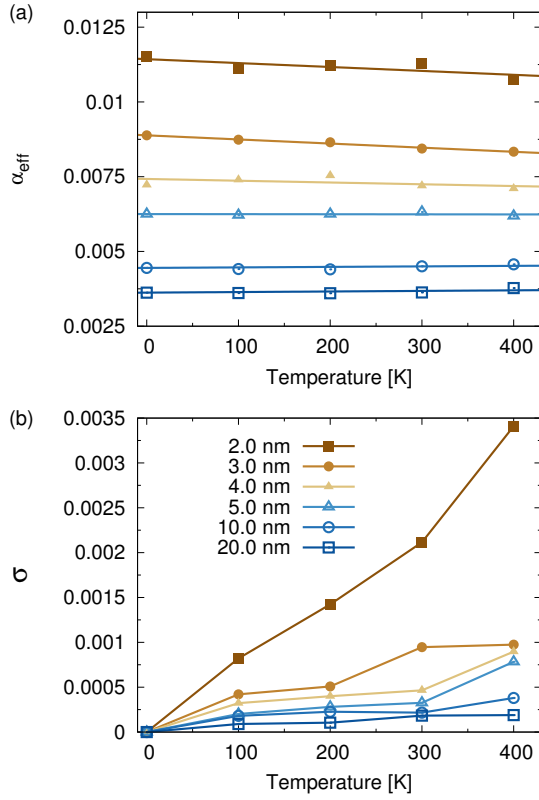 (a)
0.0125
0.01
0.0075
0.005
0.0025
α_eff
0 100 200 300 400
Temperature [K]
(b)
0.0035
0.003
0.0025
0.002
0.0015
0.001
0.0005
0
σ
2.0 nm
3.0 nm
4.0 nm
5.0 nm
10.0 nm
20.0 nm
0 100 200 300 400
Temperature [K]